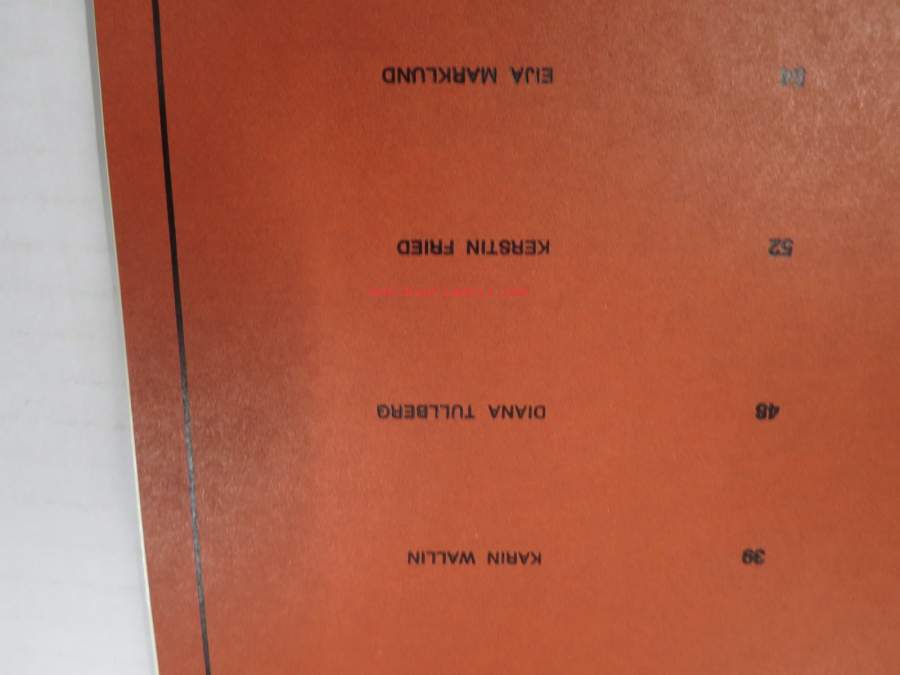 39 KARIN WALLIN
48 DIANA TULLBERG
52 KERSTIN FRIED
EIJA MARKLUND